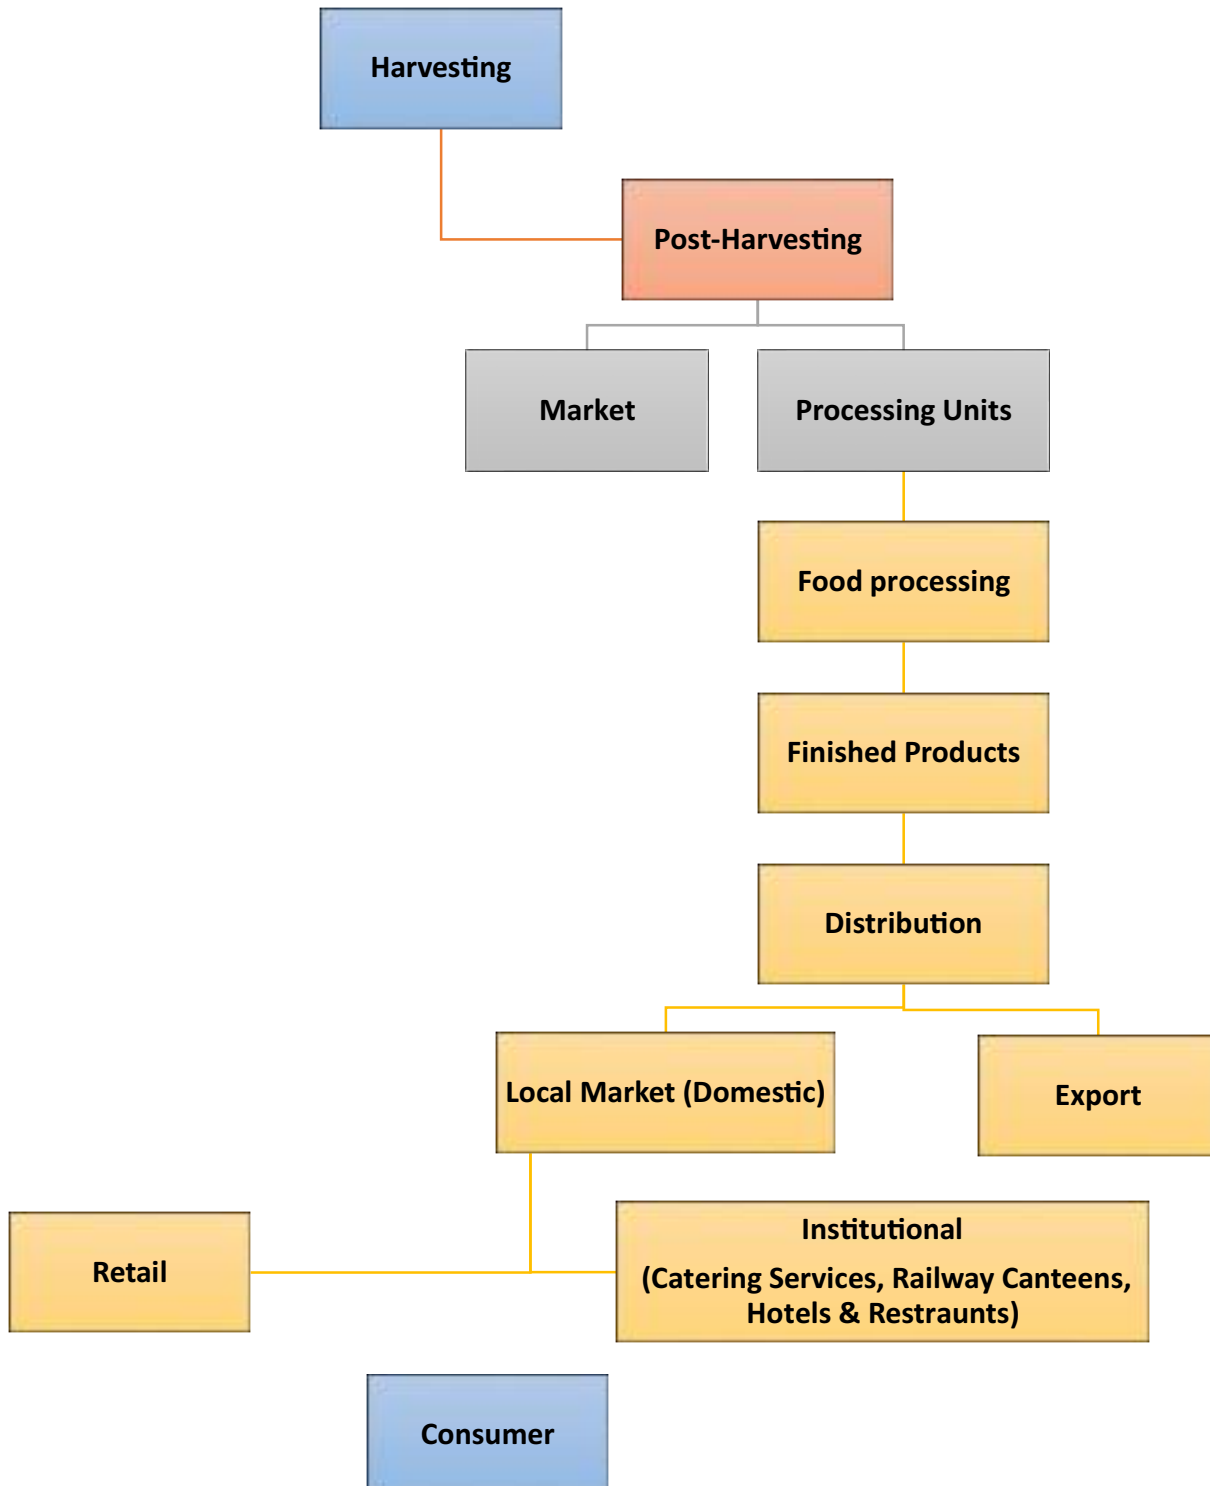 Harvesting
Post-Harvesting
Market
Processing Units
Food processing
Finished Products
Distribution
Local Market (Domestic)
Export
Retail
Institutional
(Catering Services, Railway Canteens,
Hotels & Restraunts)
Consumer